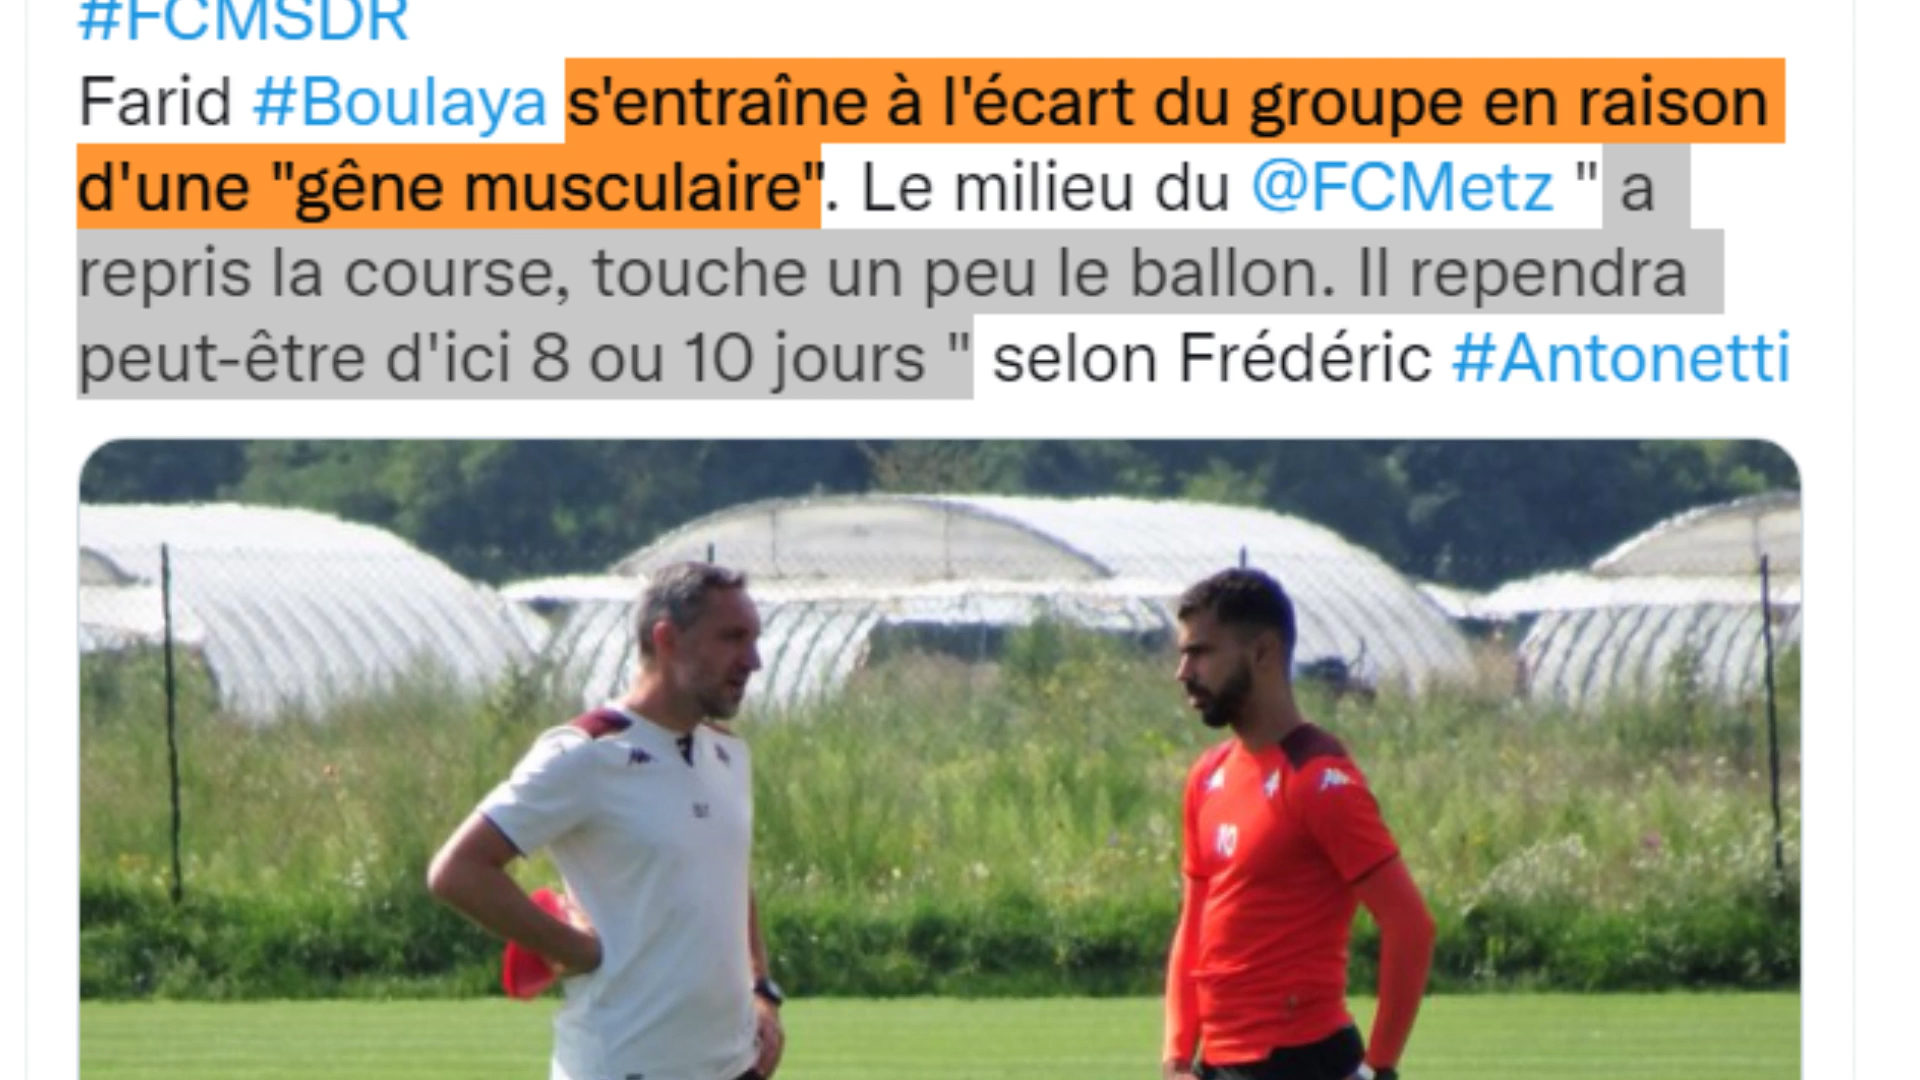 #FCMSDR
Farid #Boulaya s'entraîne à l'écart du groupe en raison
d'une "gêne musculaire". Le milieu du @FCMetz " a
repris la course, touche un peu le ballon. Il rependra
peut-être d'ici 8 ou 10 jours " selon Frédéric #Antonetti
10